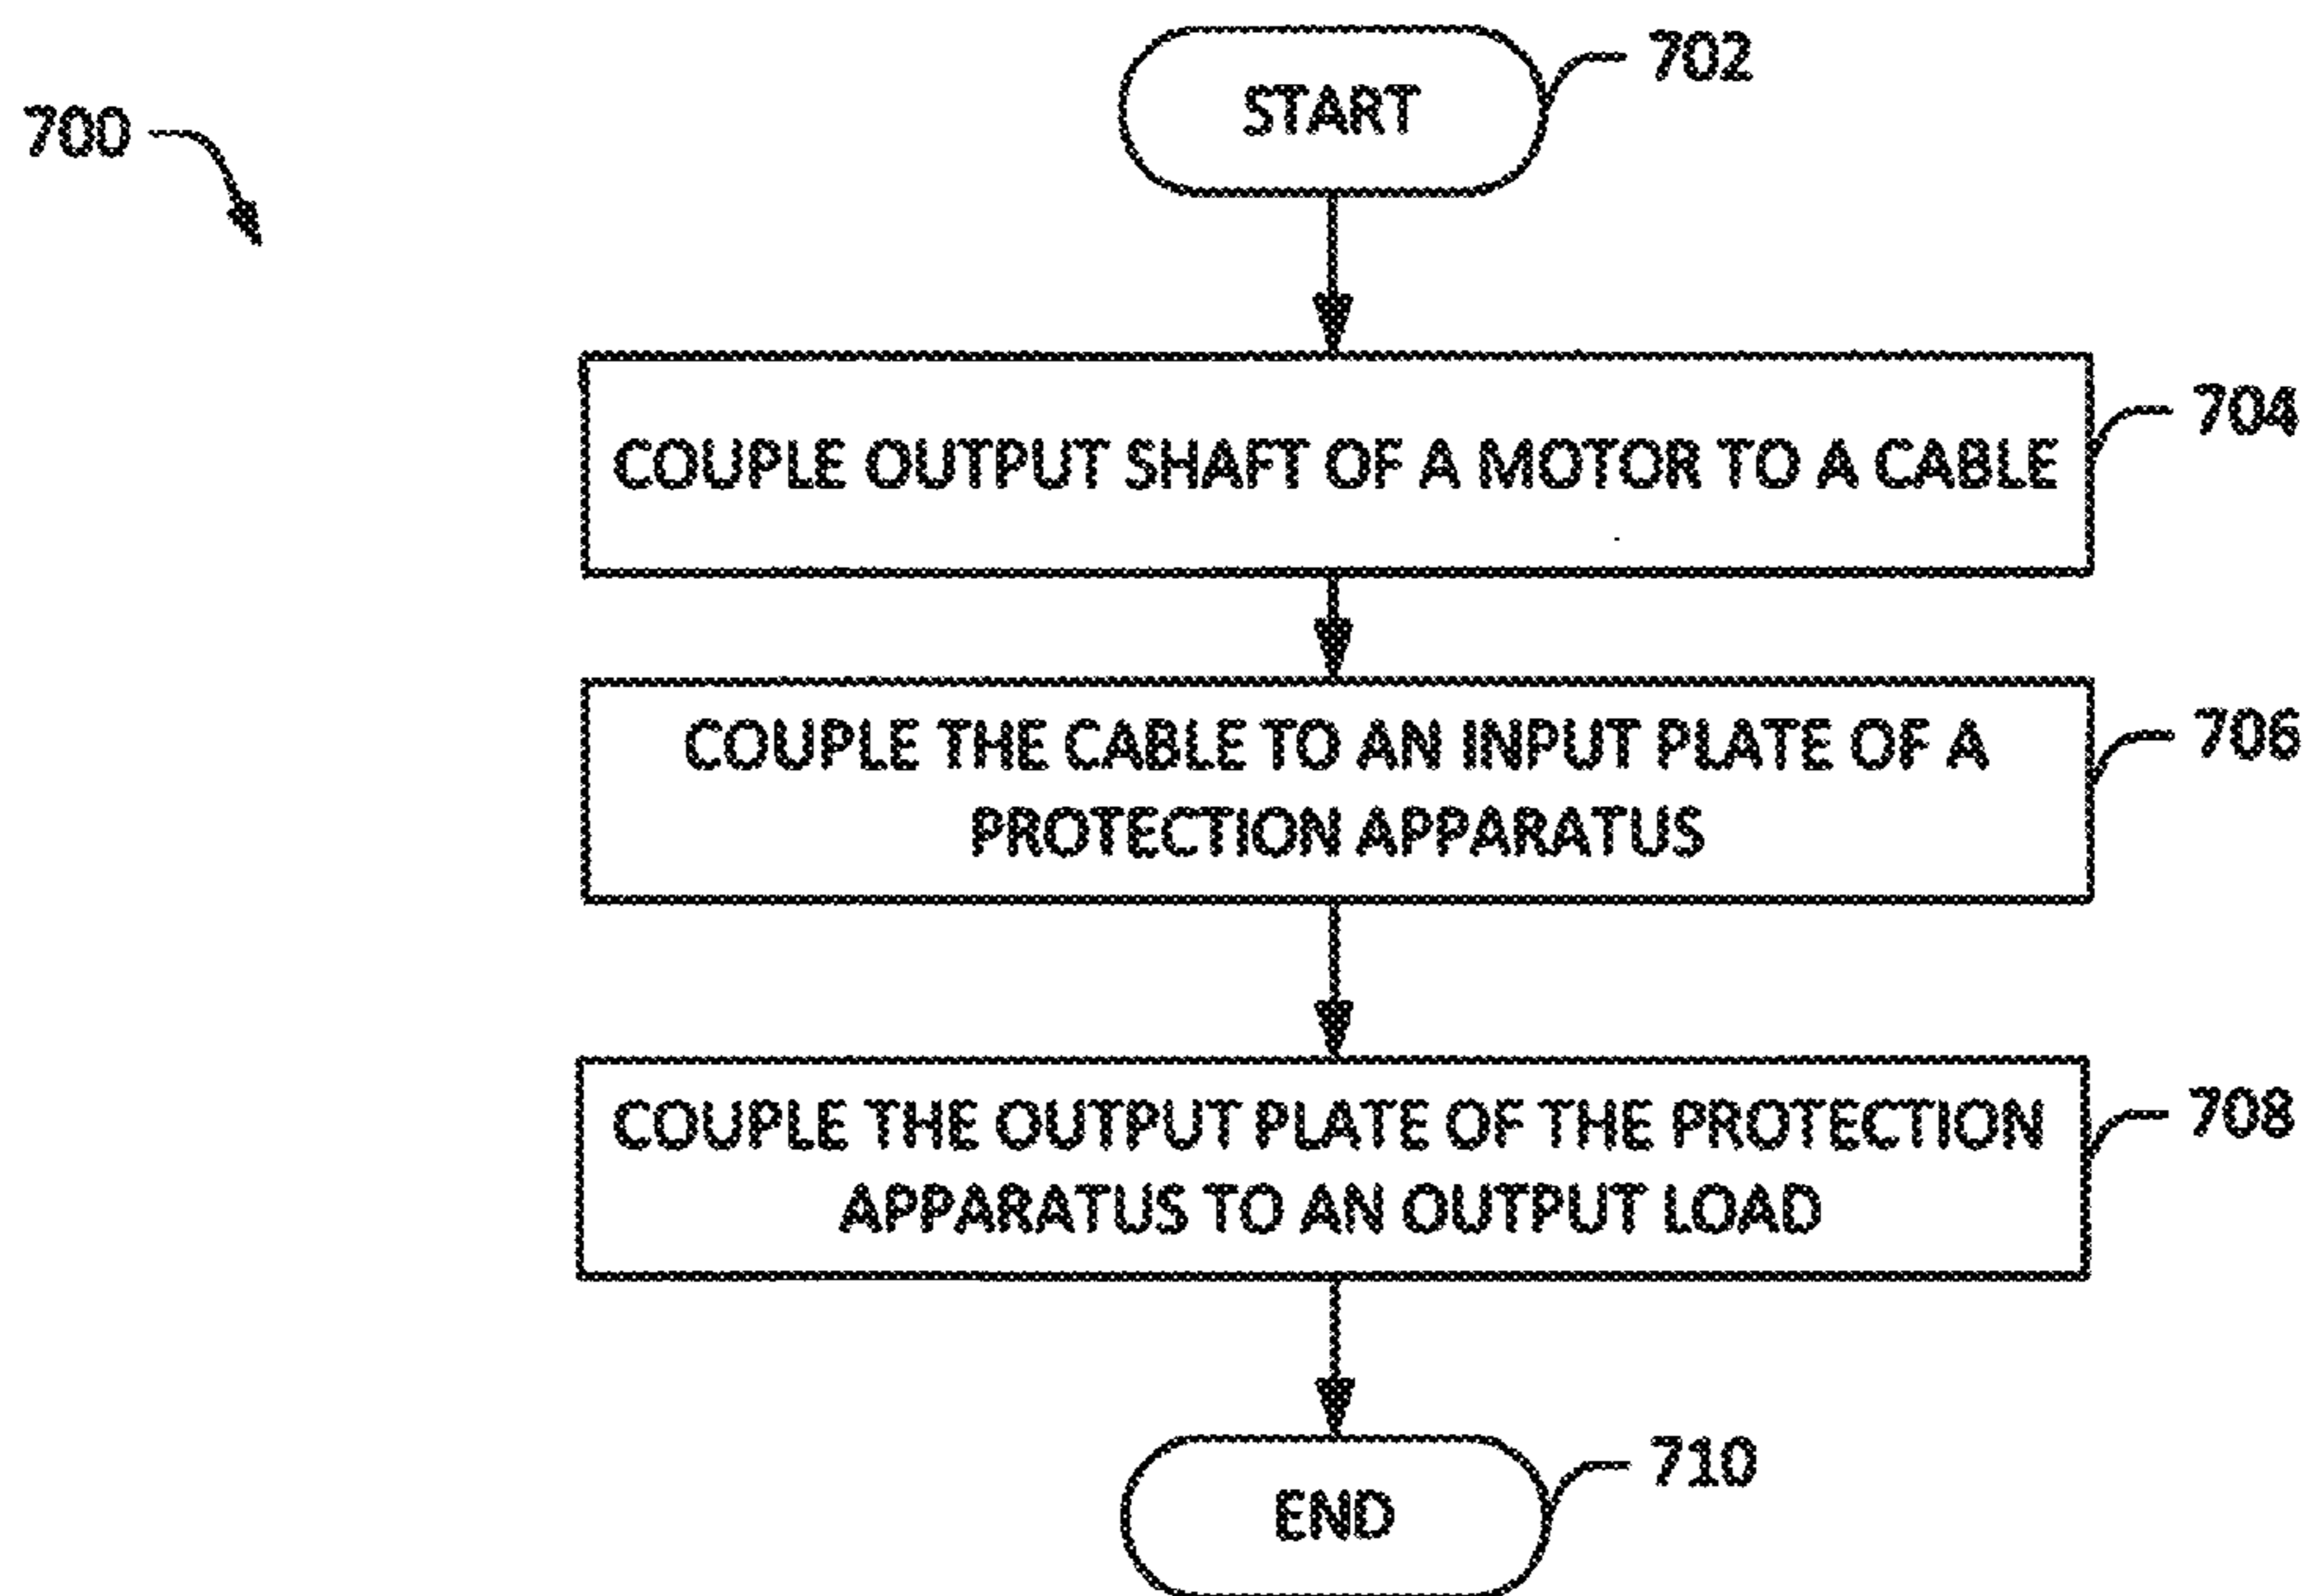 700
START
702
COUPLE OUTPUT SHAFT OF A MOTOR TO A CABLE
704
COUPLE THE CABLE TO AN INPUT PLATE OF A
PROTECTION APPARATUS
706
COUPLE THE OUTPUT PLATE OF THE PROTECTION
APPARATUS TO AN OUTPUT LOAD
708
END
710